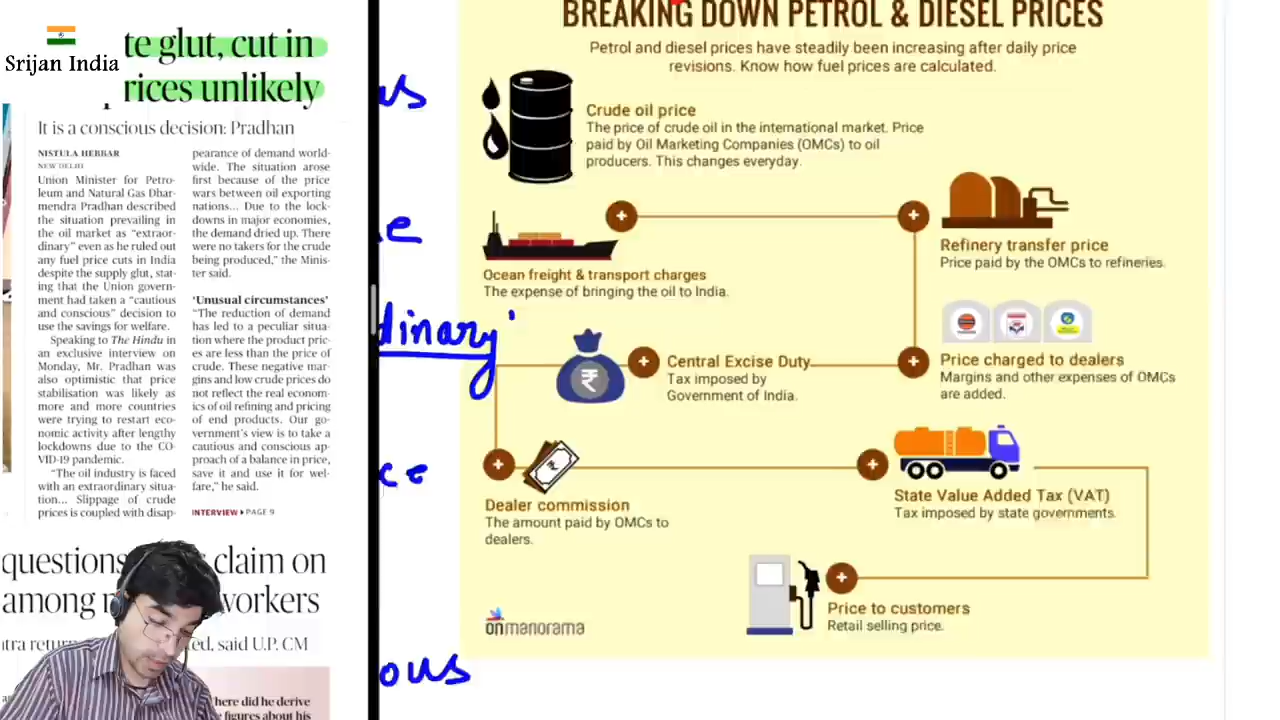 Srijan India
te glut, cut in
rices unlikely
It is a conscious decision: Pradhan
NISTULA HEBBAR
NEW DELHI
Union Minister for Petro-
leum and Natural Gas Dhar-
mendra Pradhan described
the situation prevailing in
the oil market as “extraor-
dinary” even as he ruled out
any fuel price cuts in India
despite the supply glut, stat-
ing that the Union govern-
ment had taken a “cautious
and conscious” decision to
use the savings for welfare.
Speaking to The Hindu in
an exclusive interview on
Monday, Mr. Pradhan was
also optimistic that price
stabilisation was likely as
more and more countries
were trying to restart eco-
nomic activity after lengthy
lockdowns due to the CO-
VID-19 pandemic.
“The oil industry is faced
with an extraordinary situa-
tion... Slippage of crude
prices is coupled with disap-
pearance of demand world-
wide. The situation arose
first because of the price
wars between oil exporting
nations... Due to the lock-
downs in major economies,
the demand dried up. There
were no takers for the crude
being produced,” the Minis-
ter said.
‘Unusual circumstances’
“The reduction of demand
has led to a peculiar situa-
tion where the product pric-
es are less than the price of
crude. These negative mar-
gins and low crude prices do
not reflect the real econom-
ics of oil refining and pricing
of end products. Our go-
vernment’s view is to take a
cautious and conscious ap-
proach of a balance in price,
save it and use it for wel-
fare,” he said.
INTERVIEW PAGE 9
questions claim on
among workers
ntra retur ed, said U.P. CM
here did he derive
figures about his
us
e
dinary'
ce
ous
BREAKING DOWN PETROL & DIESEL PRICES
Petrol and diesel prices have steadily been increasing after daily price
revisions. Know how fuel prices are calculated.
Crude oil price
The price of crude oil in the international market. Price
paid by Oil Marketing Companies (OMCs) to oil
producers. This changes everyday.
Ocean freight & transport charges
The expense of bringing the oil to India.
Refinery transfer price
Price paid by the OMCs to refineries.
Price charged to dealers
Margins and other expenses of OMCs
are added.
Central Excise Duty
Tax imposed by
Government of India.
Dealer commission
The amount paid by OMCs to
dealers.
State Value Added Tax (VAT)
Tax imposed by state governments.
Price to customers
Retail selling price.
onmanorama